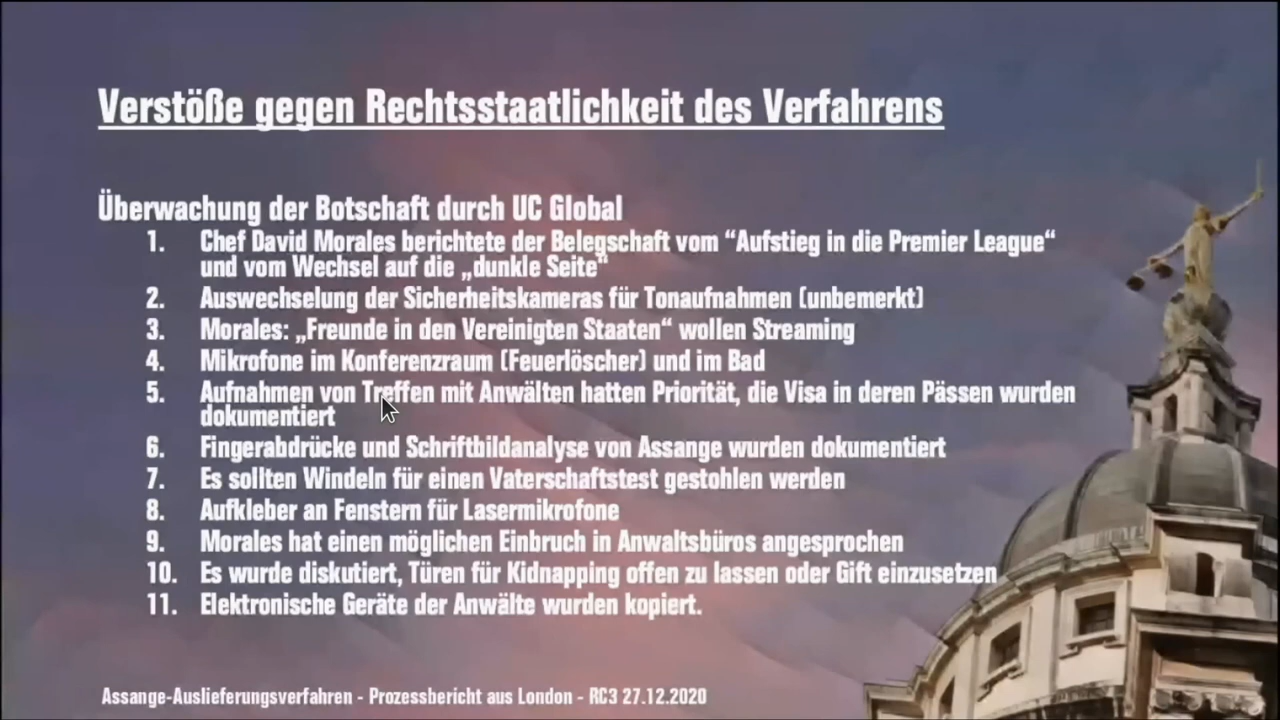 Verstöße gegen Rechtsstaatlichkeit des Verfahrens
Überwachung der Botschaft durch UC Global
1. Chef David Morales berichtete der Belegschaft vom “Aufstieg in die Premier League“
und vom Wechsel auf die „dunkle Seite“
2. Auswechselung der Sicherheitskameras für Tonaufnahmen (unbemerkt)
3. Morales: „Freunde in den Vereinigten Staaten“ wollen Streaming
4. Mikrofone im Konferenzraum (Feuerlöscher) und im Bad
5. Aufnahmen von Treffen mit Anwälten hatten Priorität, die Visa in deren Pässen wurden
dokumentiert
6. Fingerabdrücke und Schriftbildanalyse von Assange wurden dokumentiert
7. Es sollten Windeln für einen Vaterschaftstest gestohlen werden
8. Aufkleber an Fenstern für Lasermikrofone
9. Morales hat einen möglichen Einbruch in Anwaltsbüros angesprochen
10. Es wurde diskutiert, Türen für Kidnapping offen zu lassen oder Gift einzusetzen
11. Elektronische Geräte der Anwälte wurden kopiert.
Assange-Auslieferungsverfahren - Prozessbericht aus London - RC3 27.12.2020